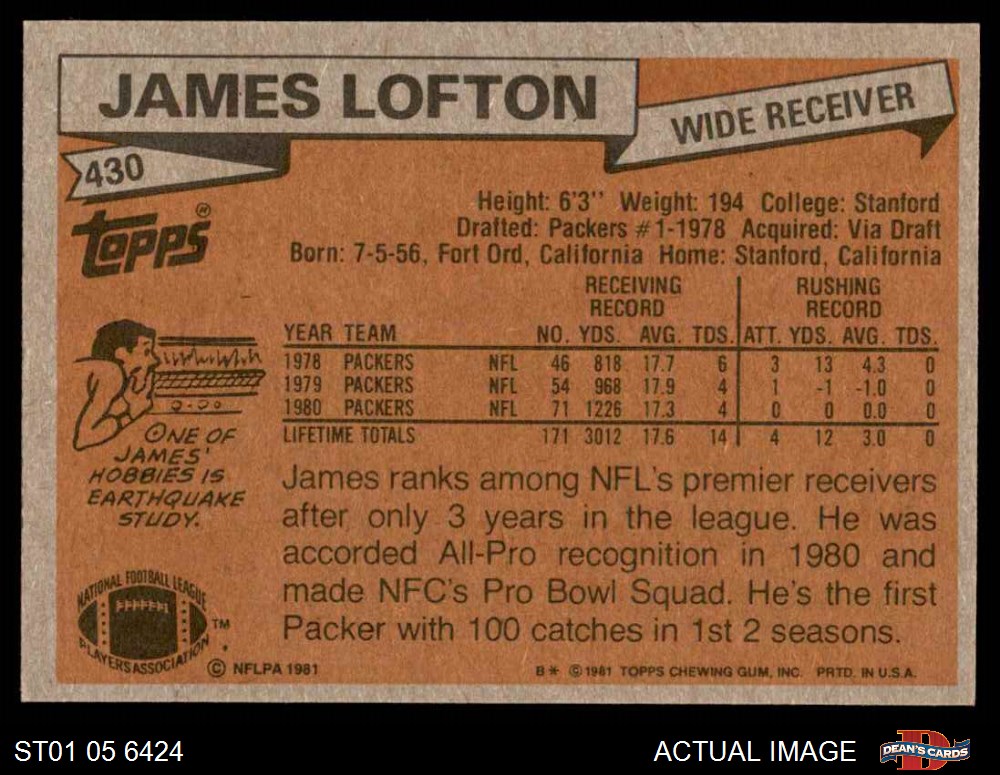 JAMES LOFTON
WIDE RECEIVER
430
Topps®
Height: 6'3'' Weight: 194 College: Stanford
Drafted: Packers #1-1978 Acquired: Via Draft
Born: 7-5-56, Fort Ord, California Home: Stanford, California
RECEIVING RECORD RUSHING RECORD
YEAR TEAM NO. YDS. AVG. TDS. ATT. YDS. AVG. TDS.
1978 PACKERS NFL 46 818 17.7 6 3 13 4.3 0
1979 PACKERS NFL 54 968 17.9 4 1 -1 -1.0 0
1980 PACKERS NFL 71 1226 17.3 4 0 0 0.0 0
LIFETIME TOTALS 171 3012 17.6 14 4 12 3.0 0
ONE OF
JAMES'
HOBBIES IS
EARTHQUAKE
STUDY.
James ranks among NFL's premier receivers
after only 3 years in the league. He was
accorded All-Pro recognition in 1980 and
made NFC's Pro Bowl Squad. He's the first
Packer with 100 catches in 1st 2 seasons.
NATIONAL FOOTBALL LEAGUE
PLAYERS ASSOCIATION
TM
© NFLPA 1981
B* © 1981 TOPPS CHEWING GUM, INC. PRTD. IN U.S.A.
ST01 05 6424
ACTUAL IMAGE
D
DEAN'S CARDS